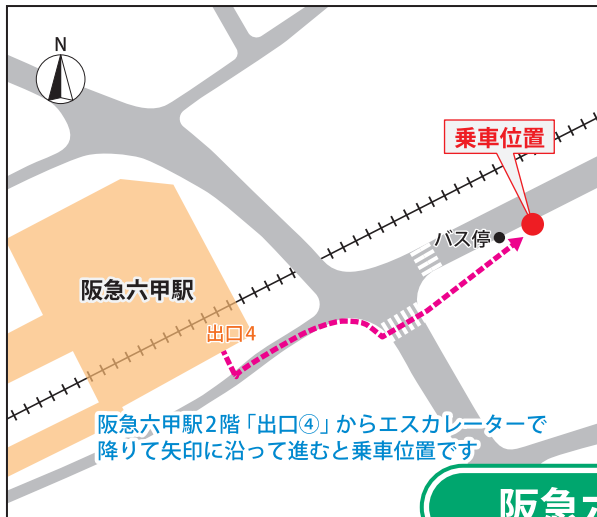 N
乗車位置
バス停
阪急六甲駅
出口4
阪急六甲駅2階「出口④」からエスカレーターで
降りて矢印に沿って進むと乗車位置です
阪急